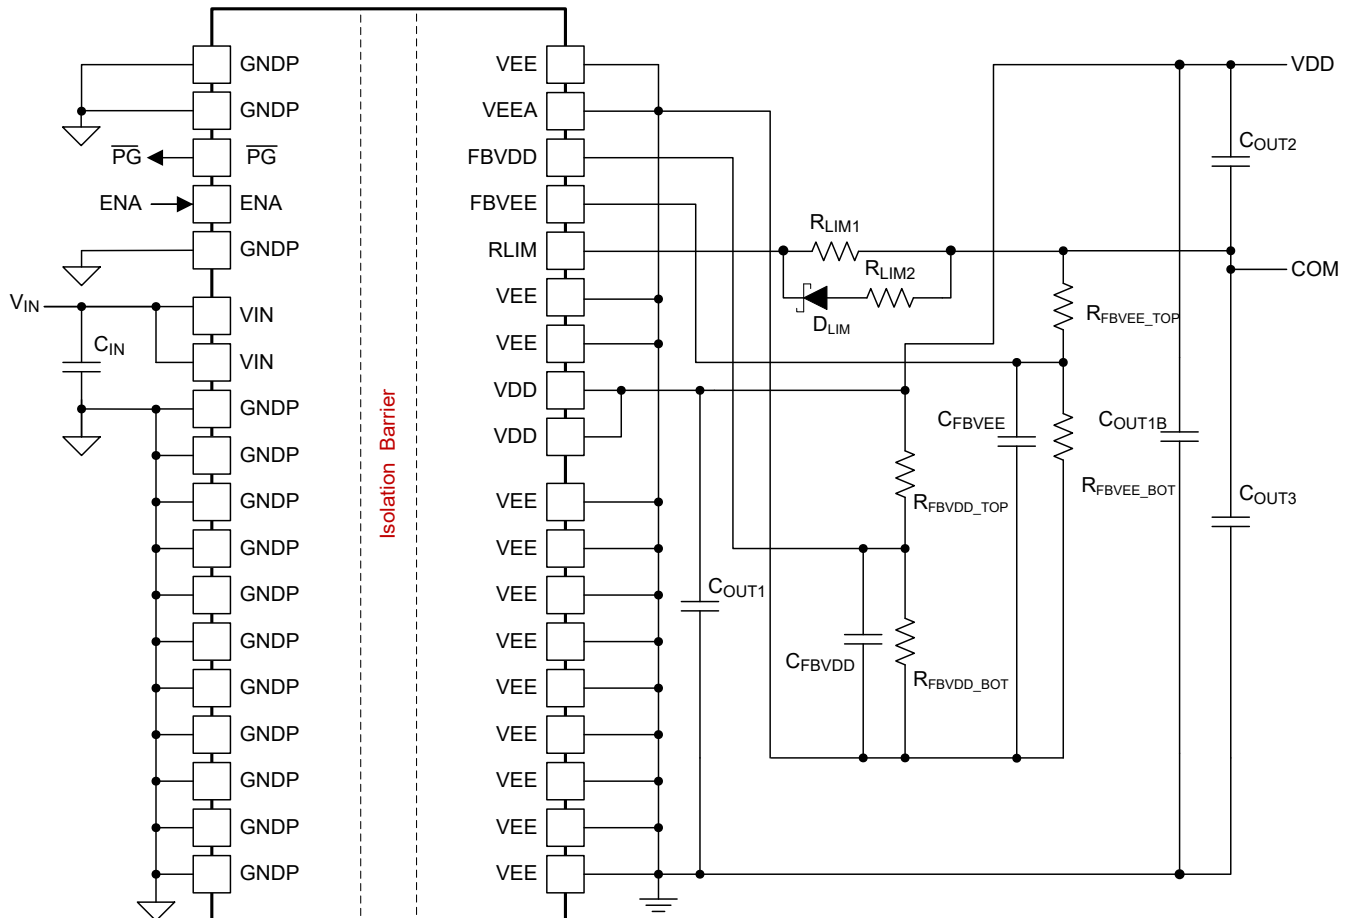 GNDP
GNDP
PG
PG
ENA
ENA
GNDP
VIN
VIN
CIN
VIN
GNDP
GNDP
GNDP
GNDP
GNDP
GNDP
GNDP
GNDP
GNDP
GNDP
GNDP
Isolation Barrier
VEE
VEEA
FBVDD
FBVEE
RLIM
VEE
VEE
VDD
VDD
VEE
VEE
VEE
VEE
VEE
VEE
VEE
VEE
VEE
RLIM1
RLIM2
DLIM
COUT1
CFBVDD
RFBVDD_TOP
RFBVDD_BOT
CFBVEE
RFBVEE_TOP
RFBVEE_BOT
COUT1B
COUT2
COUT3
VDD
COM